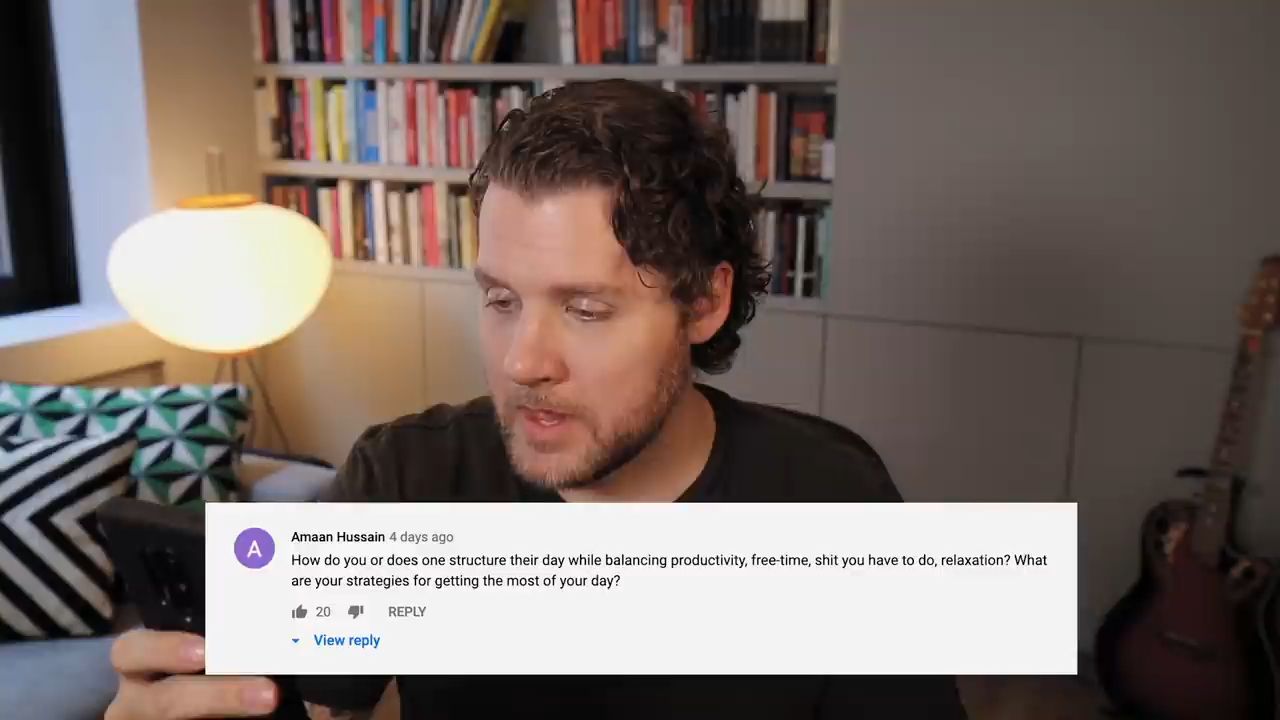 A
Amaan Hussain 4 days ago
How do you or does one structure their day while balancing productivity, free-time, shit you have to do, relaxation? What
are your strategies for getting the most of your day?
20 REPLY
View reply